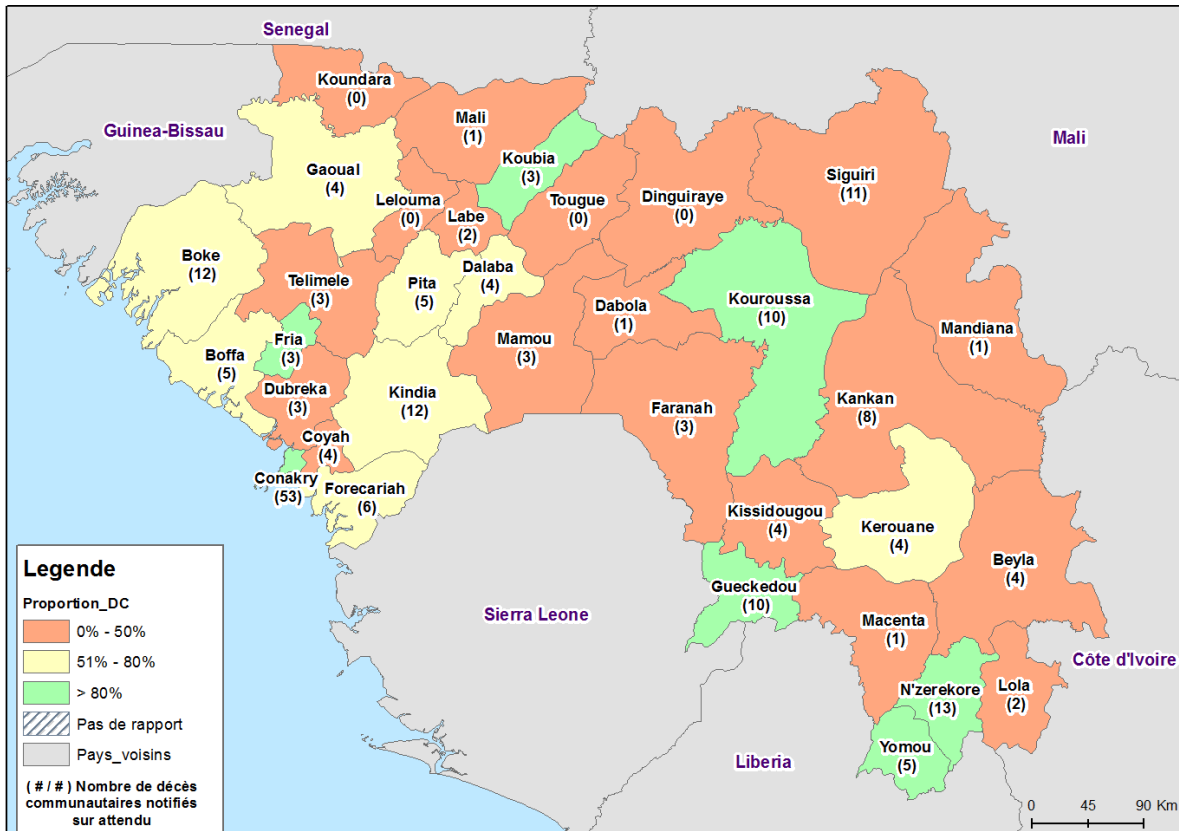 Senegal
Koundara
(0)
Guinea-Bissau
Mali
(1)
Mali
Koubia
(3)
Gaoual
(4)
Siguiri
(11)
Lelouma
(0)
Labe
(2)
Tougue
(0)
Dinguiraye
(0)
Boke
(12)
Telimele
(3)
Pita
(5)
Dalaba
(4)
Kouroussa
(10)
Dabola
(1)
Mandiana
(1)
Fria
(3)
Mamou
(3)
Boffa
(5)
Dubreka
(3)
Kindia
(12)
Kankan
(8)
Faranah
(3)
Coyah
(4)
Conakry
(53)
Forecariah
(6)
Kissidougou
(4)
Kerouane
(4)
Beyla
(4)
Gueckedou
(10)
Sierra Leone
Macenta
(1)
Côte d'Ivoire
N'zerekore
(13)
Lola
(2)
Yomou
(5)
Liberia
Legende
Proportion_DC
0% - 50%
51% - 80%
> 80%
Pas de rapport
Pays_voisins
( # / # ) Nombre de décès
communautaires notifiés
sur attendu
0 45 90 Km